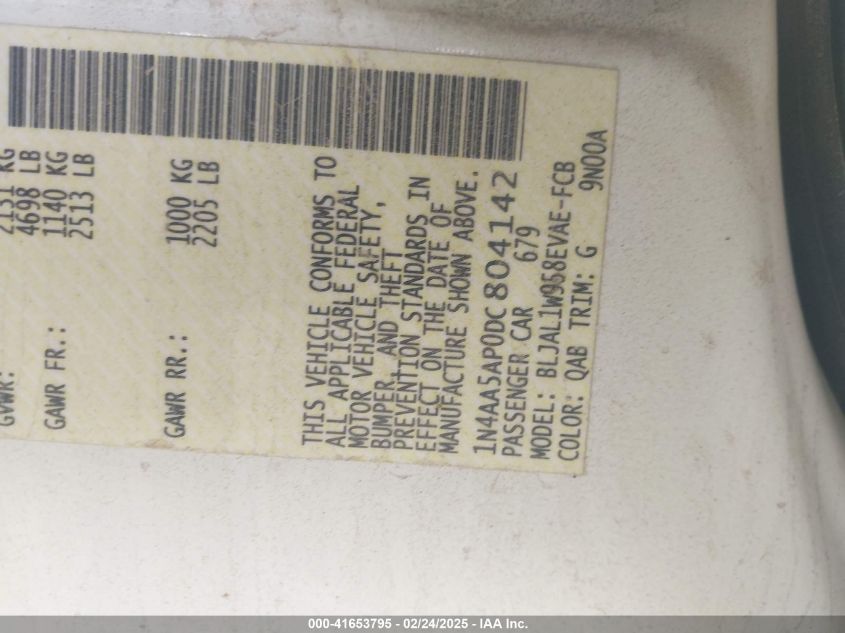 GVWR: 2131 KG
4698 LB
GAWR FR.: 1140 KG
2513 LB
GAWR RR.: 1000 KG
2205 LB
THIS VEHICLE CONFORMS TO
ALL APPLICABLE FEDERAL
MOTOR VEHICLE SAFETY,
BUMPER, AND THEFT
PREVENTION STANDARDS IN
EFFECT ON THE DATE OF
MANUFACTURE SHOWN ABOVE.
1N4AA5AP0DC804142
PASSENGER CAR 679
MODEL: BLJAL1W958EVAE-FCB
COLOR: QAB TRIM: G 9N00A
000-41653795 - 02/24/2025 - 1AA Inc.